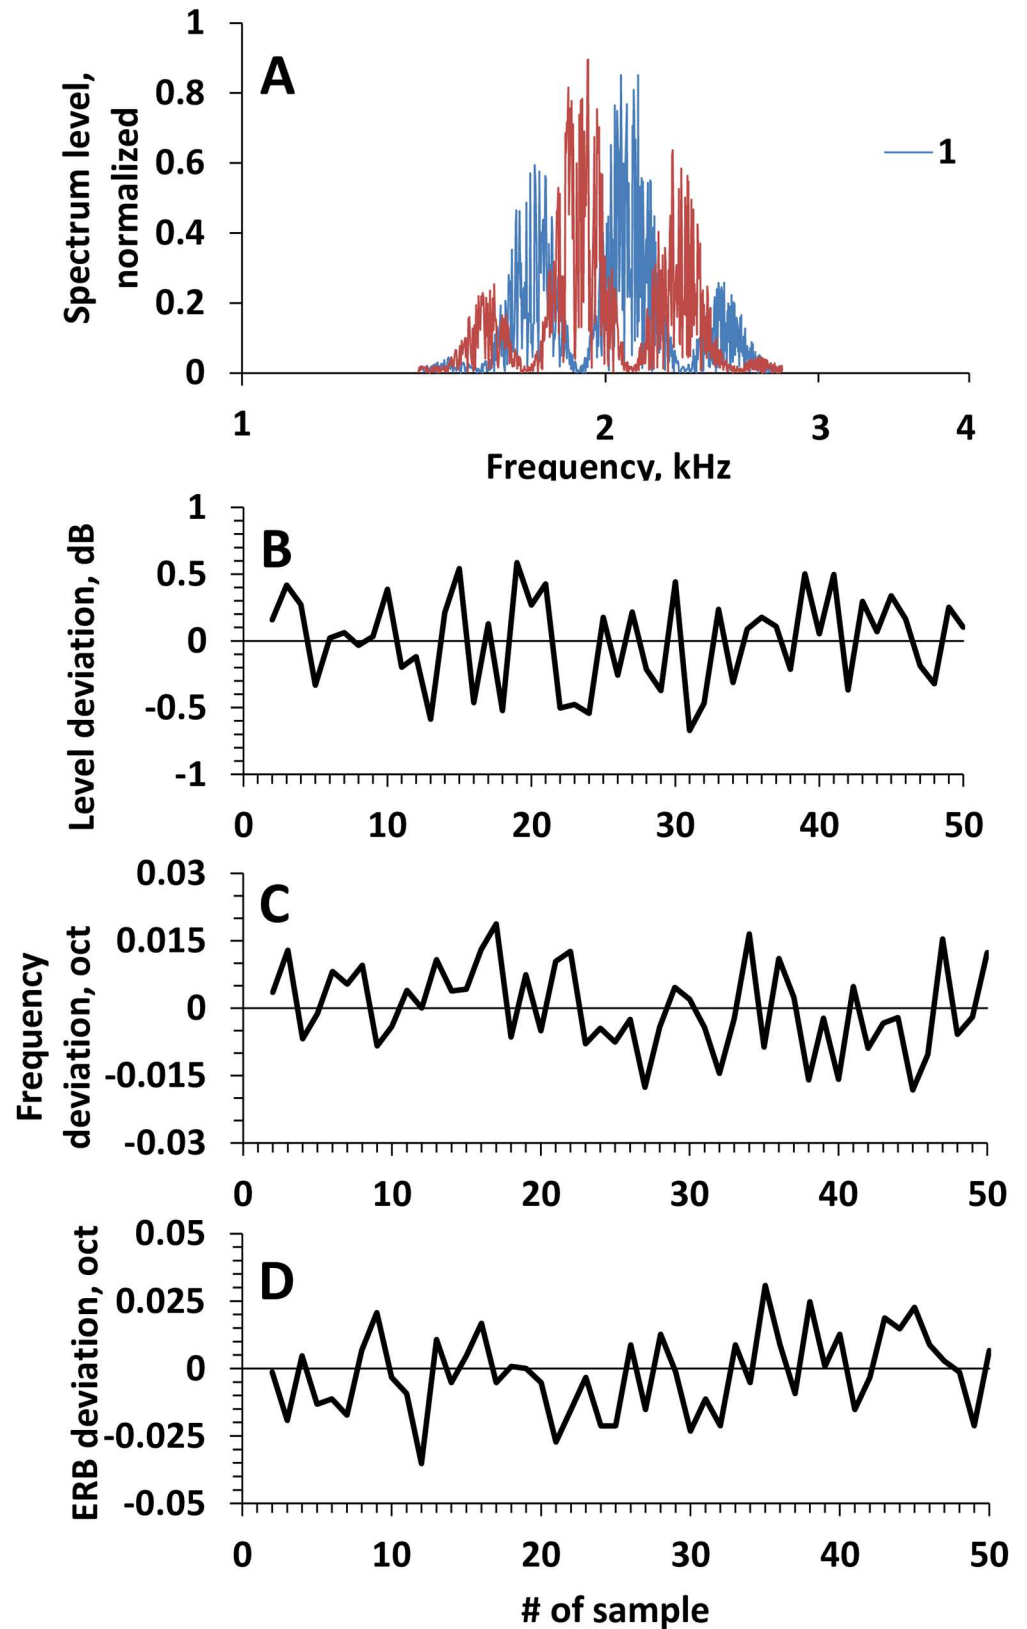 A
Spectrum level,
normalized
1
0.8
0.6
0.4
0.2
0
1
1 2 3 4
Frequency, kHz
B
Level deviation, dB
1
0.5
0
-0.5
-1
0 10 20 30 40 50
C
Frequency
deviation, oct
0.03
0.015
0
-0.015
-0.03
0 10 20 30 40 50
D
ERB deviation, oct
0.05
0.025
0
-0.025
-0.05
0 10 20 30 40 50
# of sample